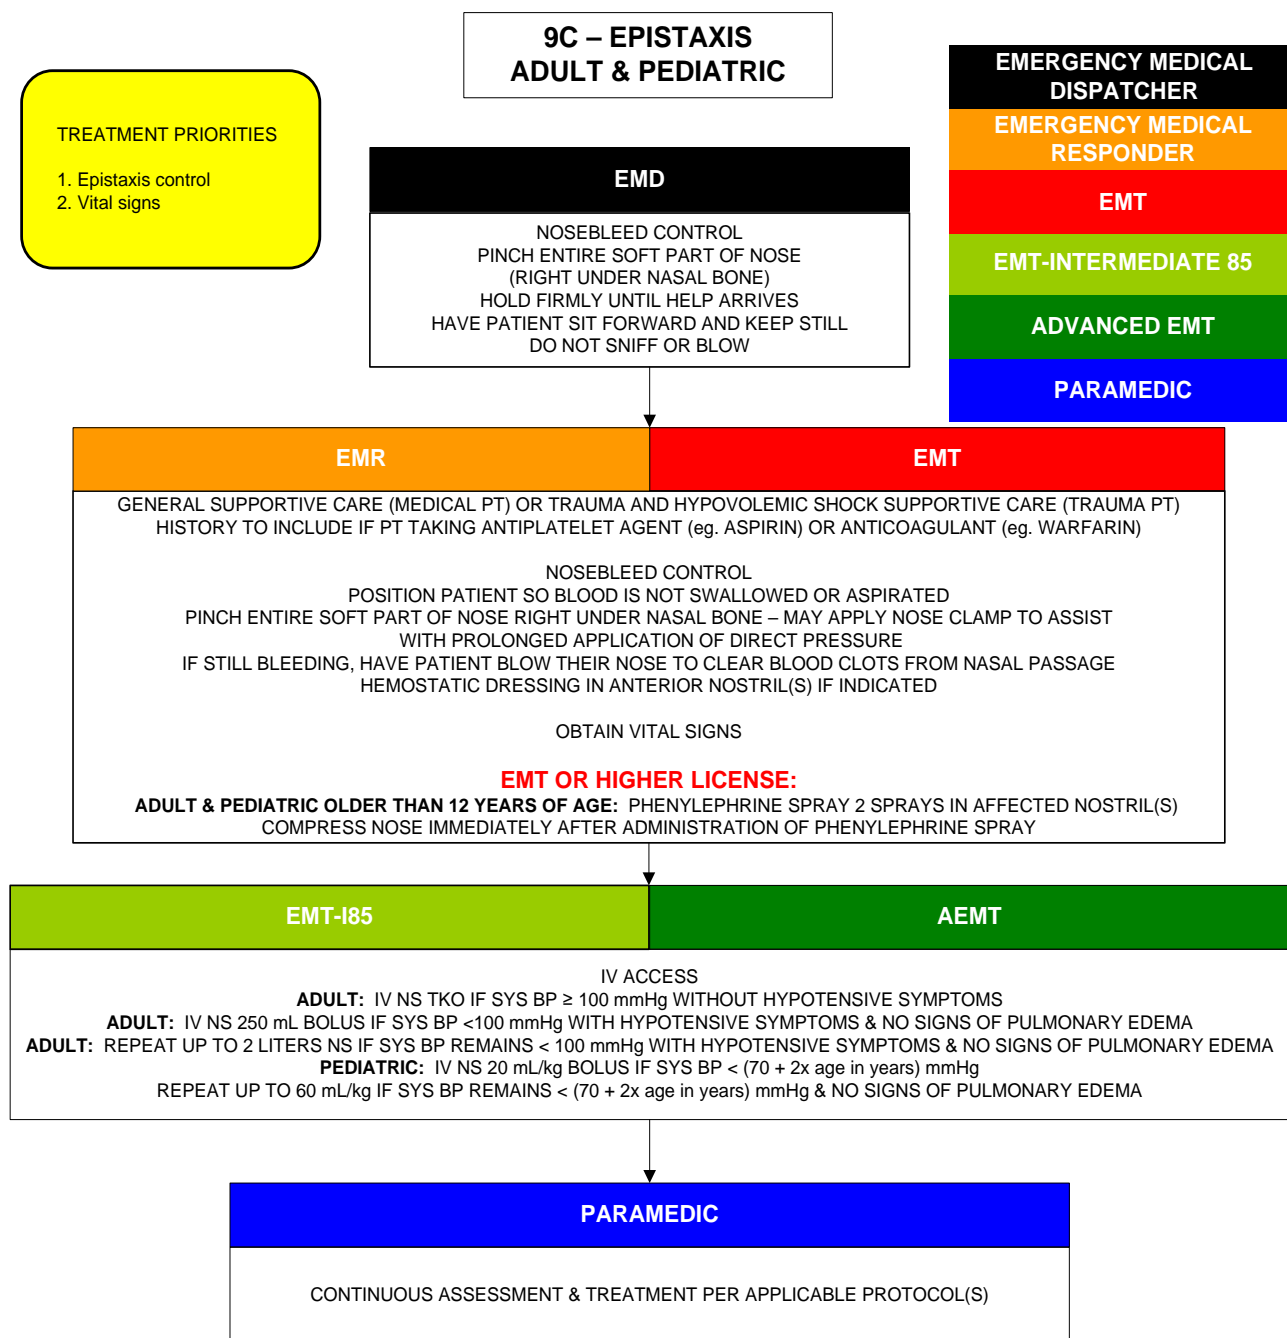 9C – EPISTAXIS
ADULT & PEDIATRIC
TREATMENT PRIORITIES
1. Epistaxis control
2. Vital signs
EMERGENCY MEDICAL
DISPATCHER
EMERGENCY MEDICAL
RESPONDER
EMT
EMT-INTERMEDIATE 85
ADVANCED EMT
PARAMEDIC
EMD
NOSEBLEED CONTROL
PINCH ENTIRE SOFT PART OF NOSE
(RIGHT UNDER NASAL BONE)
HOLD FIRMLY UNTIL HELP ARRIVES
HAVE PATIENT SIT FORWARD AND KEEP STILL
DO NOT SNIFF OR BLOW
EMR
EMT
GENERAL SUPPORTIVE CARE (MEDICAL PT) OR TRAUMA AND HYPOVOLEMIC SHOCK SUPPORTIVE CARE (TRAUMA PT)
HISTORY TO INCLUDE IF PT TAKING ANTIPLATELET AGENT (eg. ASPIRIN) OR ANTICOAGULANT (eg. WARFARIN)
NOSEBLEED CONTROL
POSITION PATIENT SO BLOOD IS NOT SWALLOWED OR ASPIRATED
PINCH ENTIRE SOFT PART OF NOSE RIGHT UNDER NASAL BONE – MAY APPLY NOSE CLAMP TO ASSIST
WITH PROLONGED APPLICATION OF DIRECT PRESSURE
IF STILL BLEEDING, HAVE PATIENT BLOW THEIR NOSE TO CLEAR BLOOD CLOTS FROM NASAL PASSAGE
HEMOSTATIC DRESSING IN ANTERIOR NOSTRIL(S) IF INDICATED
OBTAIN VITAL SIGNS
EMT OR HIGHER LICENSE:
ADULT & PEDIATRIC OLDER THAN 12 YEARS OF AGE: PHENYLEPHRINE SPRAY 2 SPRAYS IN AFFECTED NOSTRIL(S)
COMPRESS NOSE IMMEDIATELY AFTER ADMINISTRATION OF PHENYLEPHRINE SPRAY
EMT-I85
AEMT
IV ACCESS
ADULT: IV NS TKO IF SYS BP ≥ 100 mmHg WITHOUT HYPOTENSIVE SYMPTOMS
ADULT: IV NS 250 mL BOLUS IF SYS BP <100 mmHg WITH HYPOTENSIVE SYMPTOMS & NO SIGNS OF PULMONARY EDEMA
ADULT: REPEAT UP TO 2 LITERS NS IF SYS BP REMAINS < 100 mmHg WITH HYPOTENSIVE SYMPTOMS & NO SIGNS OF PULMONARY EDEMA
PEDIATRIC: IV NS 20 mL/kg BOLUS IF SYS BP < (70 + 2x age in years) mmHg
REPEAT UP TO 60 mL/kg IF SYS BP REMAINS < (70 + 2x age in years) mmHg & NO SIGNS OF PULMONARY EDEMA
PARAMEDIC
CONTINUOUS ASSESSMENT & TREATMENT PER APPLICABLE PROTOCOL(S)